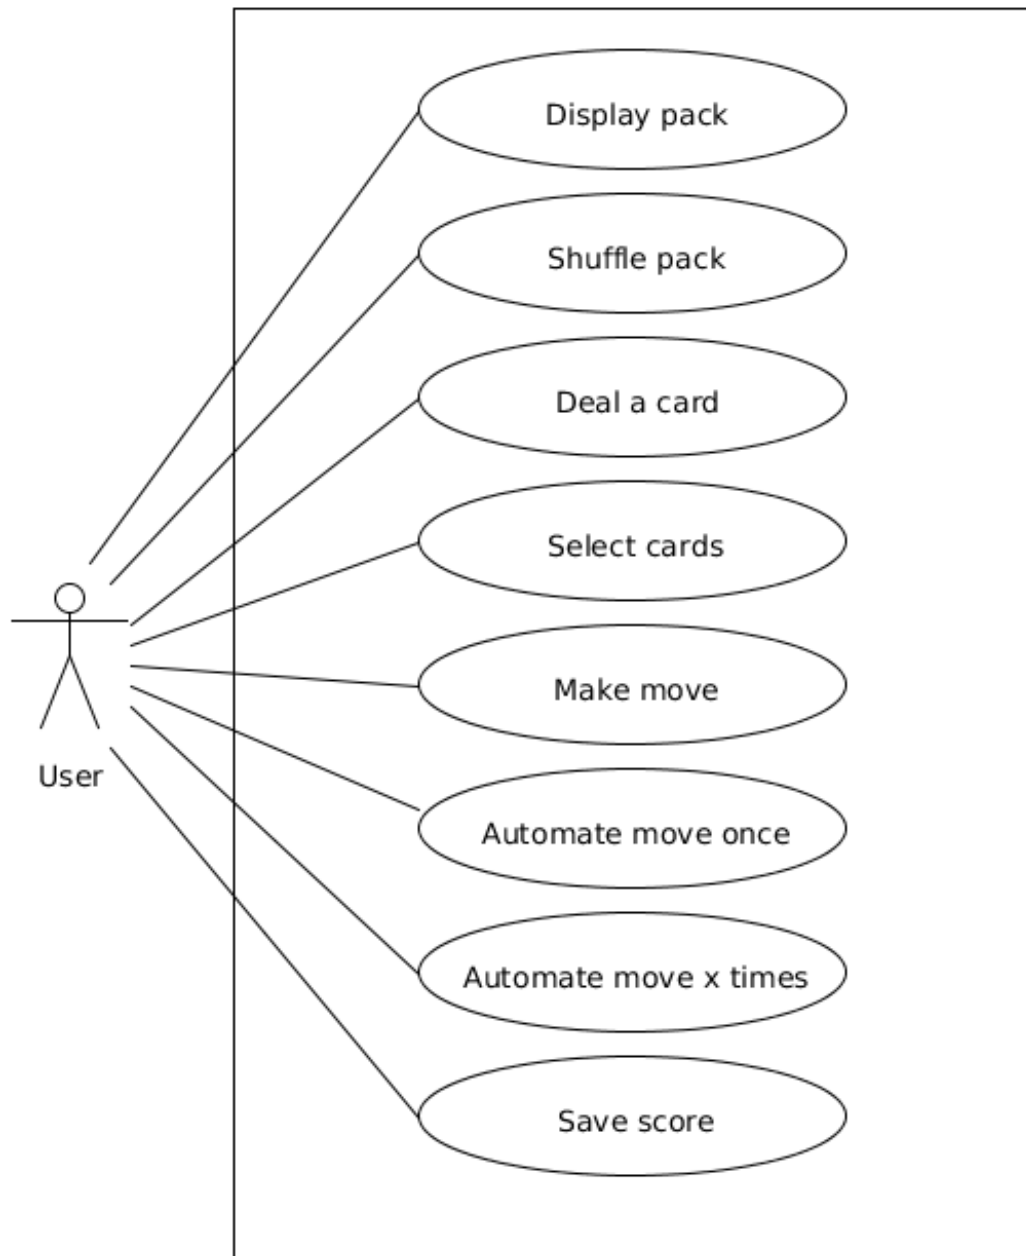 Display pack
Shuffle pack
Deal a card
Select cards
Make move
User
Automate move once
Automate move x times
Save score